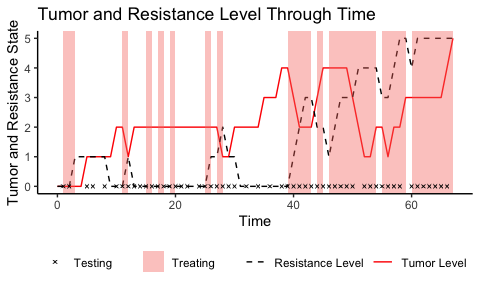 Tumor and Resistance Level Through Time
Tumor and Resistance State
5
4
3
2
1
0
0 20 40 60
Time
Testing Treating Resistance Level Tumor Level